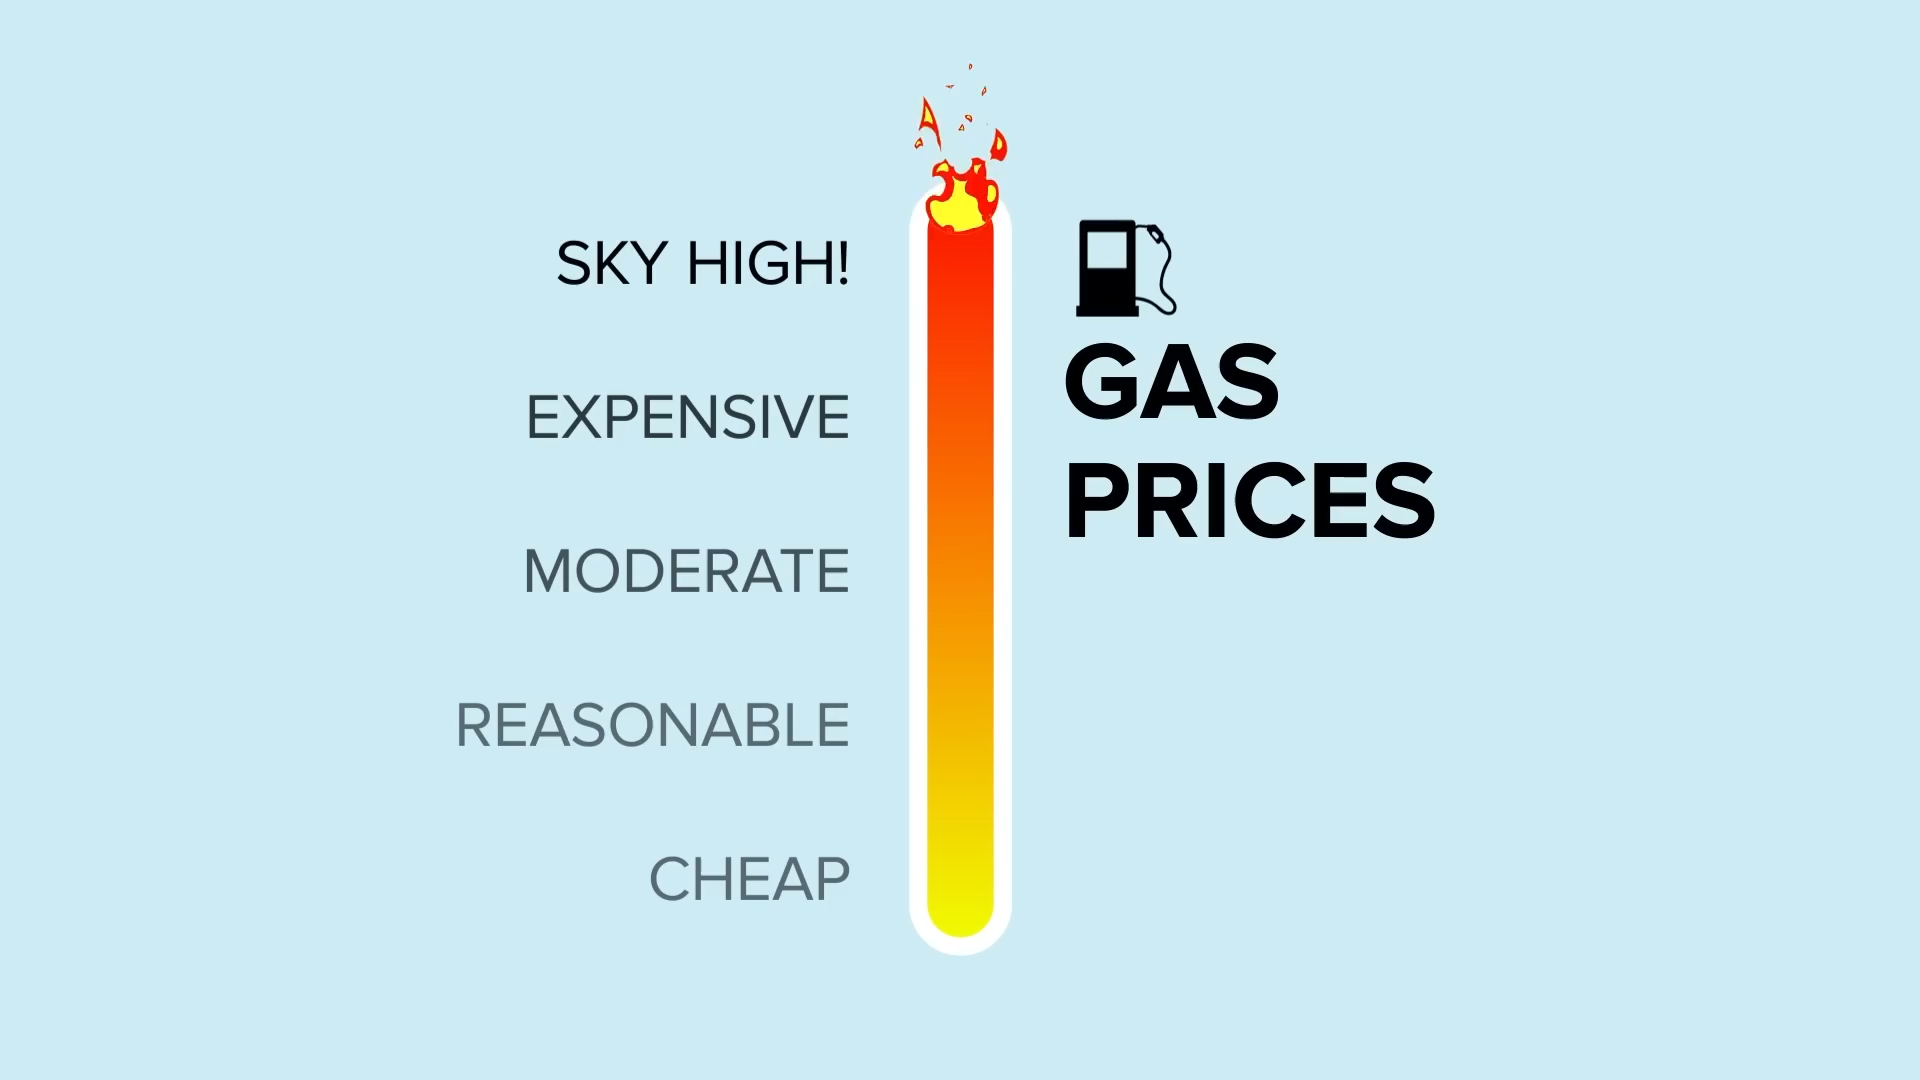 SKY HIGH!
EXPENSIVE
MODERATE
REASONABLE
CHEAP
GAS
PRICES